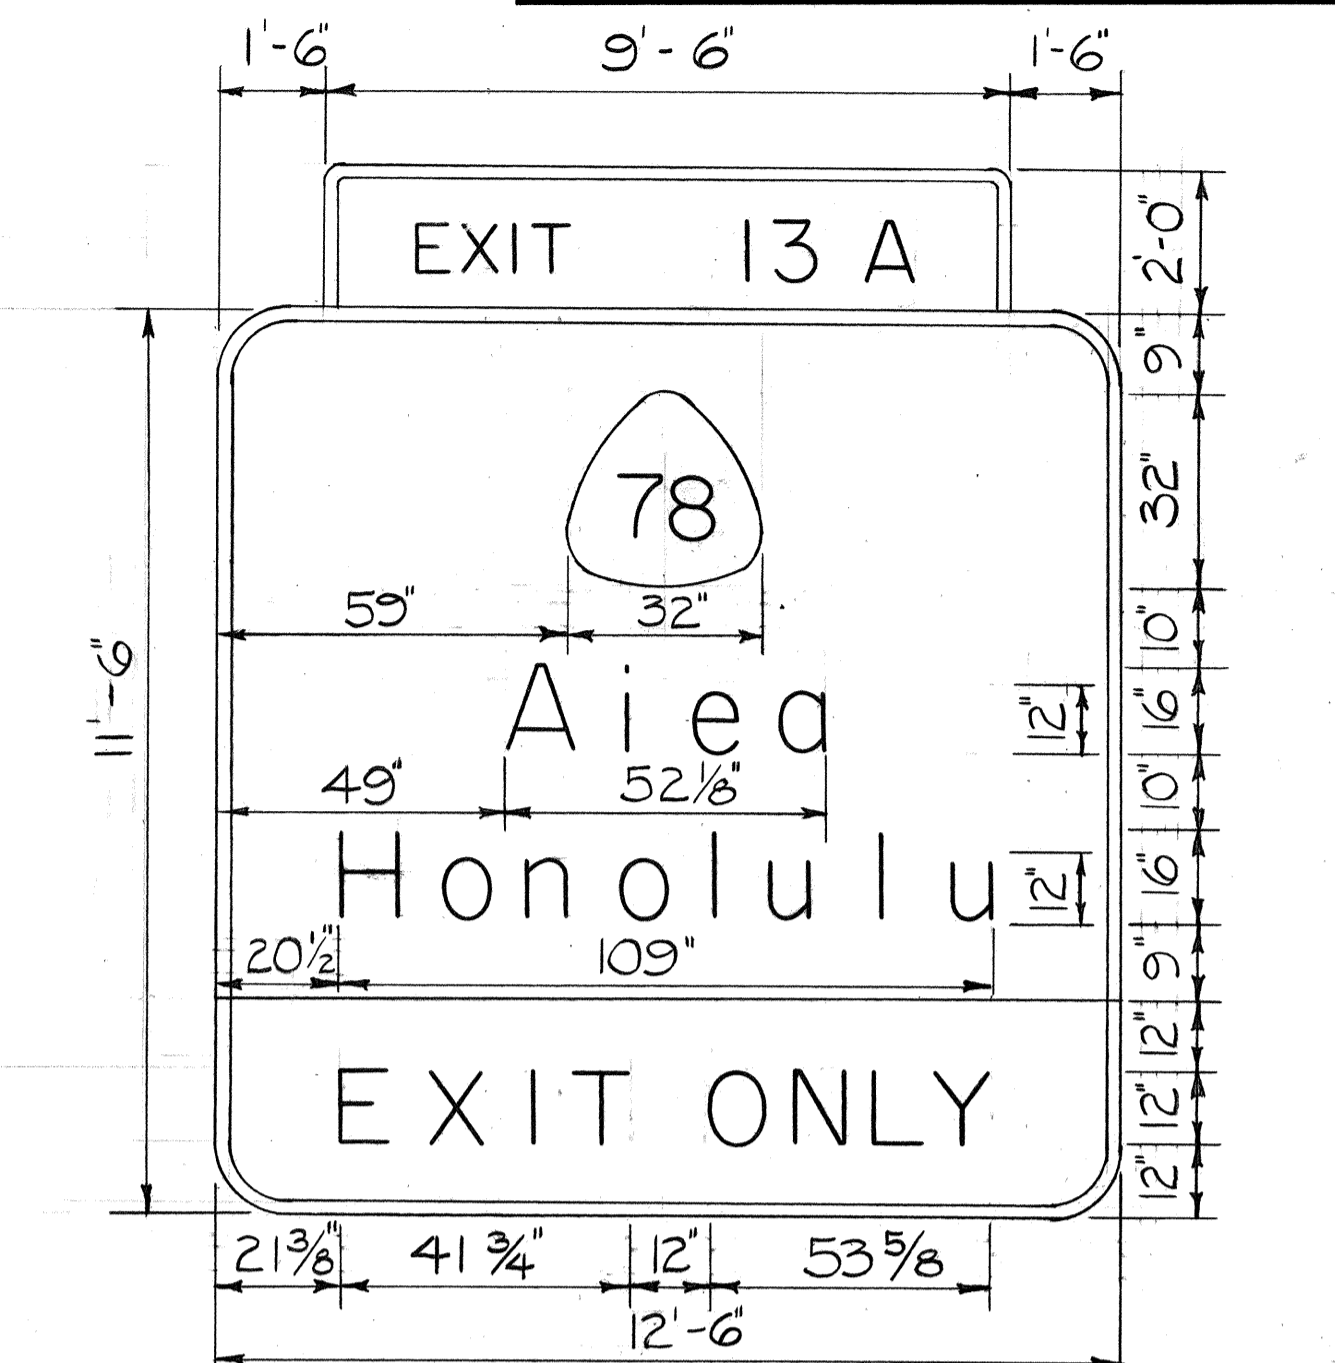 1'-6" 9'-6" 1'-6"
EXIT 13 A
2'-0"
9"
78
32"
59" 32"
10"
11'-6"
Aiea 12" 16"
49" 52 1/8"
10"
Honolulu 12" 16"
20 1/2" 109"
9"
12"
EXIT ONLY
12"
12"
21 3/8" 41 3/4" 12" 53 5/8
12'-6"